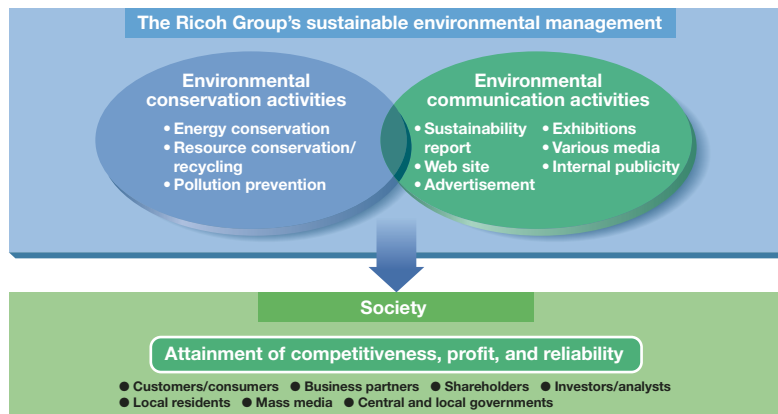 The Ricoh Group's sustainable environmental management
Environmental
conservation activities
• Energy conservation
• Resource conservation/
recycling
• Pollution prevention
Environmental
communication activities
• Sustainability
report
• Web site
• Advertisement
• Exhibitions
• Various media
• Internal publicity
Society
Attainment of competitiveness, profit, and reliability
● Customers/consumers ● Business partners ● Shareholders ● Investors/analysts
● Local residents ● Mass media ● Central and local governments